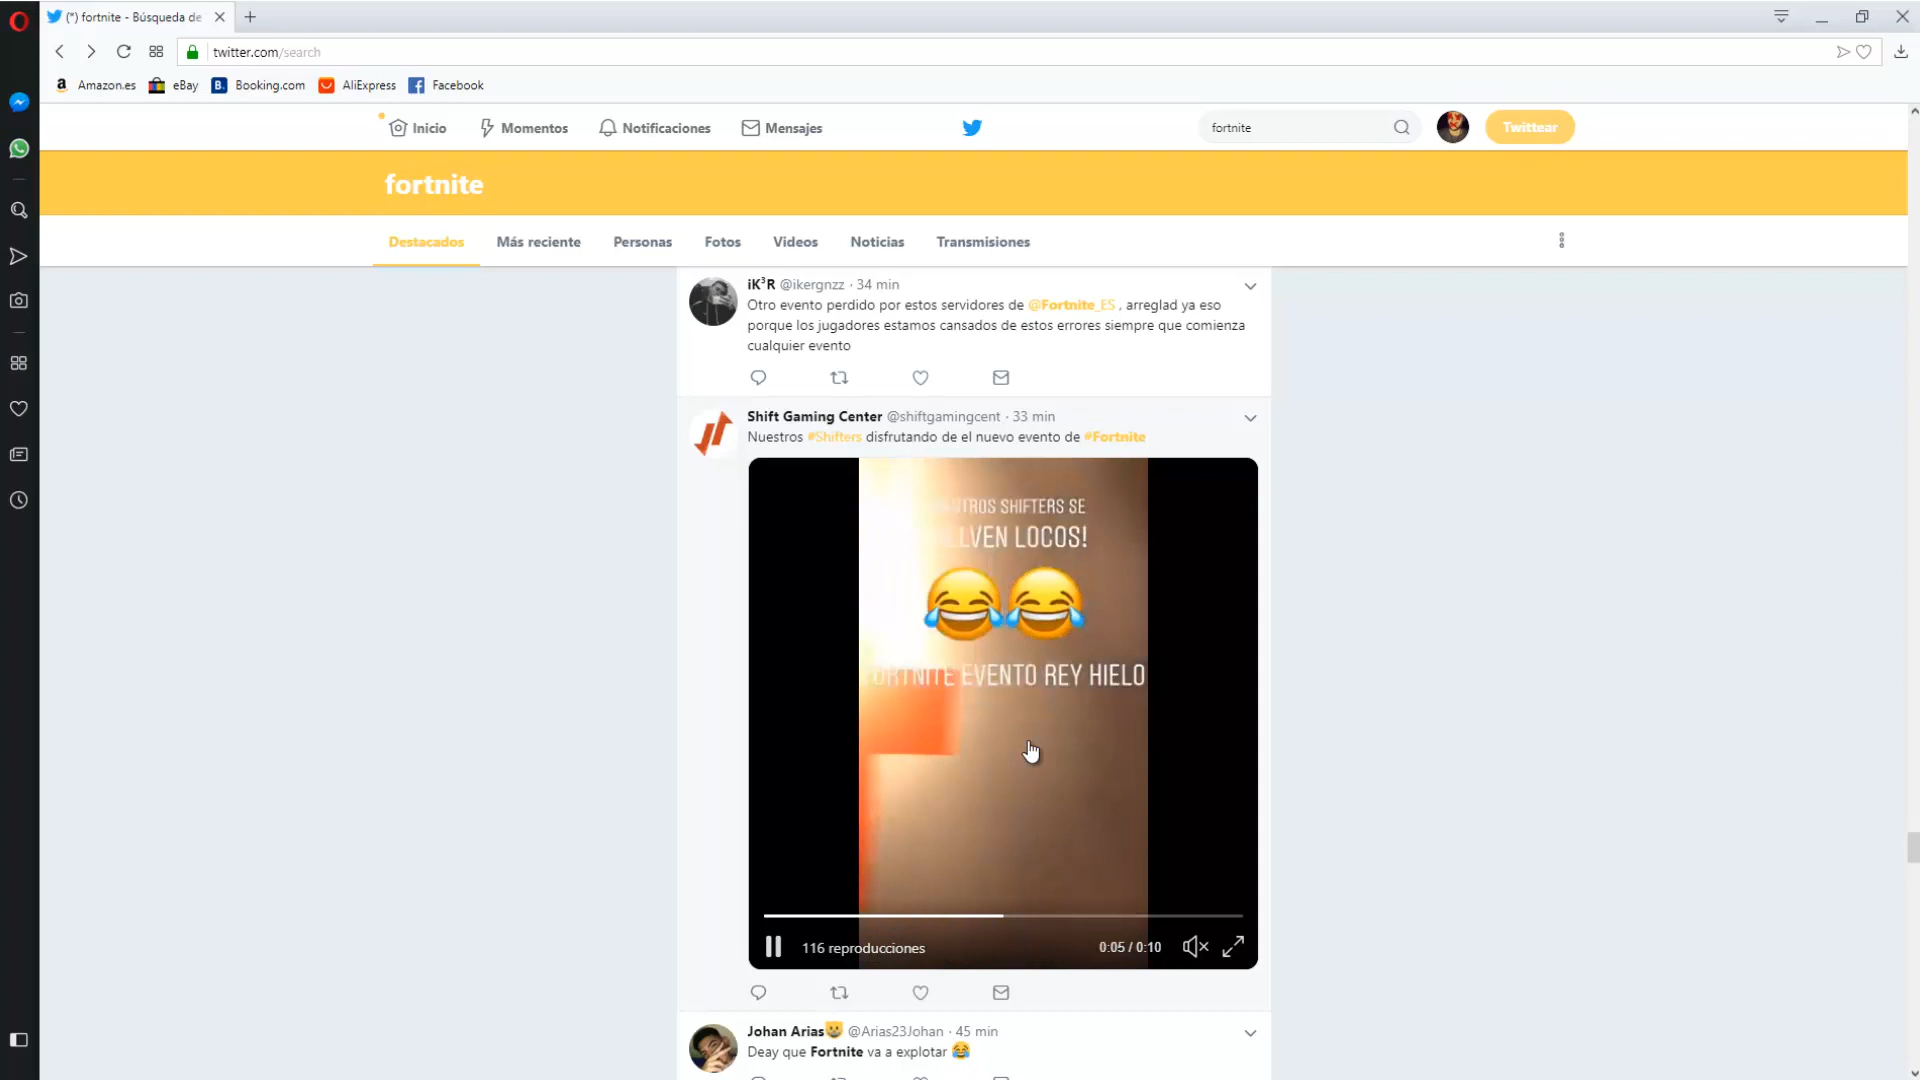 (*) fortnite - Búsqueda de
twitter.com/search
Amazon.es eBay Booking.com AliExpress Facebook
Inicio Momentos Notificaciones Mensajes
fortnite
Twittear
fortnite
Destacados Más reciente Personas Fotos Videos Noticias Transmisiones
iK³R @ikergnzz · 34 min
Otro evento perdido por estos servidores de @Fortnite_ES , arreglad ya eso
porque los jugadores estamos cansados de estos errores siempre que comienza
cualquier evento
Shift Gaming Center @shiftgamingcent · 33 min
Nuestros #Shifters disfrutando de el nuevo evento de #Fortnite
SHIFTERS SE
LOCOS!
EVENTO REY HIELO
116 reproducciones
0:05 / 0:10
Johan Arias @Arias23Johan · 45 min
Deay que Fortnite va a explotar